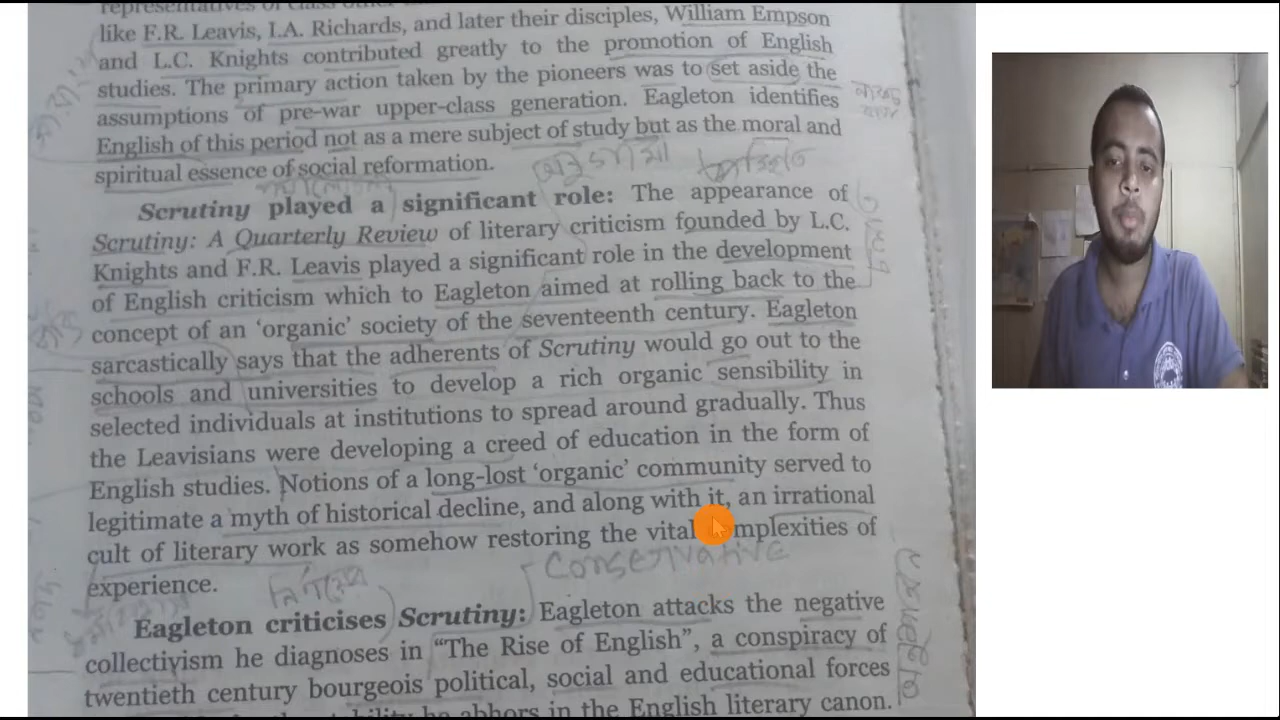 representatives of class
like F.R. Leavis, I.A. Richards, and later their disciples, William Empson
and L.C. Knights contributed greatly to the promotion of English
studies. The primary action taken by the pioneers was to set aside the
assumptions of pre-war upper-class generation. Eagleton identifies
English of this period not as a mere subject of study but as the moral and
spiritual essence of social reformation.
Scrutiny played a significant role: The appearance of
Scrutiny: A Quarterly Review of literary criticism founded by L.C.
Knights and F.R. Leavis played a significant role in the development
of English criticism which to Eagleton aimed at rolling back to the
concept of an ‘organic’ society of the seventeenth century. Eagleton
sarcastically says that the adherents of Scrutiny would go out to the
schools and universities to develop a rich organic sensibility in
selected individuals at institutions to spread around gradually. Thus
the Leavisians were developing a creed of education in the form of
English studies. Notions of a long-lost ‘organic’ community served to
legitimate a myth of historical decline, and along with it, an irrational
cult of literary work as somehow restoring the vital complexities of
experience.
Conservative
Eagleton criticises Scrutiny: Eagleton attacks the negative
collectivism he diagnoses in “The Rise of English”, a conspiracy of
twentieth century bourgeois political, social and educational forces
he abhors in the English literary canon.